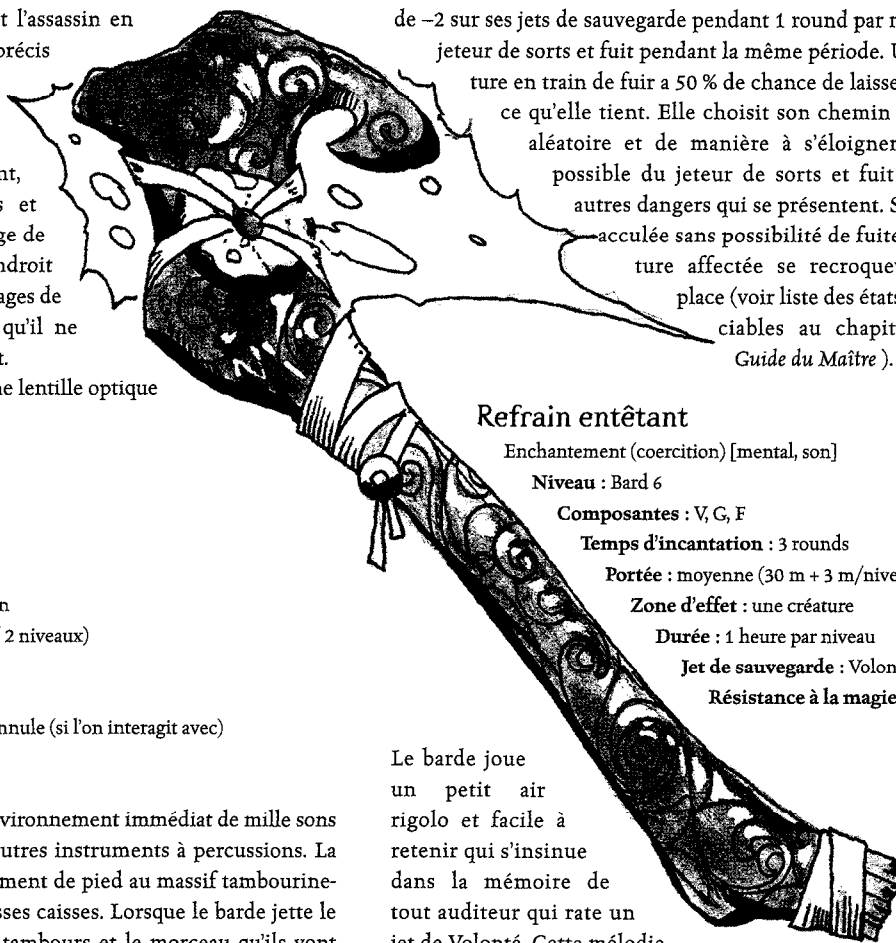 t l'assassin en
précis
nt,
s et
ge de
ndroit
ages de
qu'il ne
t.
ne lentille optique
n
2 niveaux)
nnule (si l'on interagit avec)
vironnement immédiat de mille sons
utres instruments à percussions. La
ment de pied au massif tambourine-
sses caisses. Lorsque le barde jette le
tambours et le morceau qu'ils vont
de –2 sur ses jets de sauvegarde pendant 1 round par n
jeteur de sorts et fuit pendant la même période. U
ture en train de fuir a 50 % de chance de laisse
ce qu'elle tient. Elle choisit son chemin
aléatoire et de manière à s'éloigner
possible du jeteur de sorts et fuit
autres dangers qui se présentent. S
acculée sans possibilité de fuite
ture affectée se recroque
place (voir liste des états
ciables au chapit
Guide du Maître ).
Refrain entêtant
Enchantement (coercition) [mental, son]
Niveau : Bard 6
Composantes : V, G, F
Temps d'incantation : 3 rounds
Portée : moyenne (30 m + 3 m/nive
Zone d'effet : une créature
Durée : 1 heure par niveau
Jet de sauvegarde : Volon
Résistance à la magie
Le barde joue
un petit air
rigolo et facile à
retenir qui s'insinue
dans la mémoire de
tout auditeur qui rate un
jet de Volonté. Cette mélodie